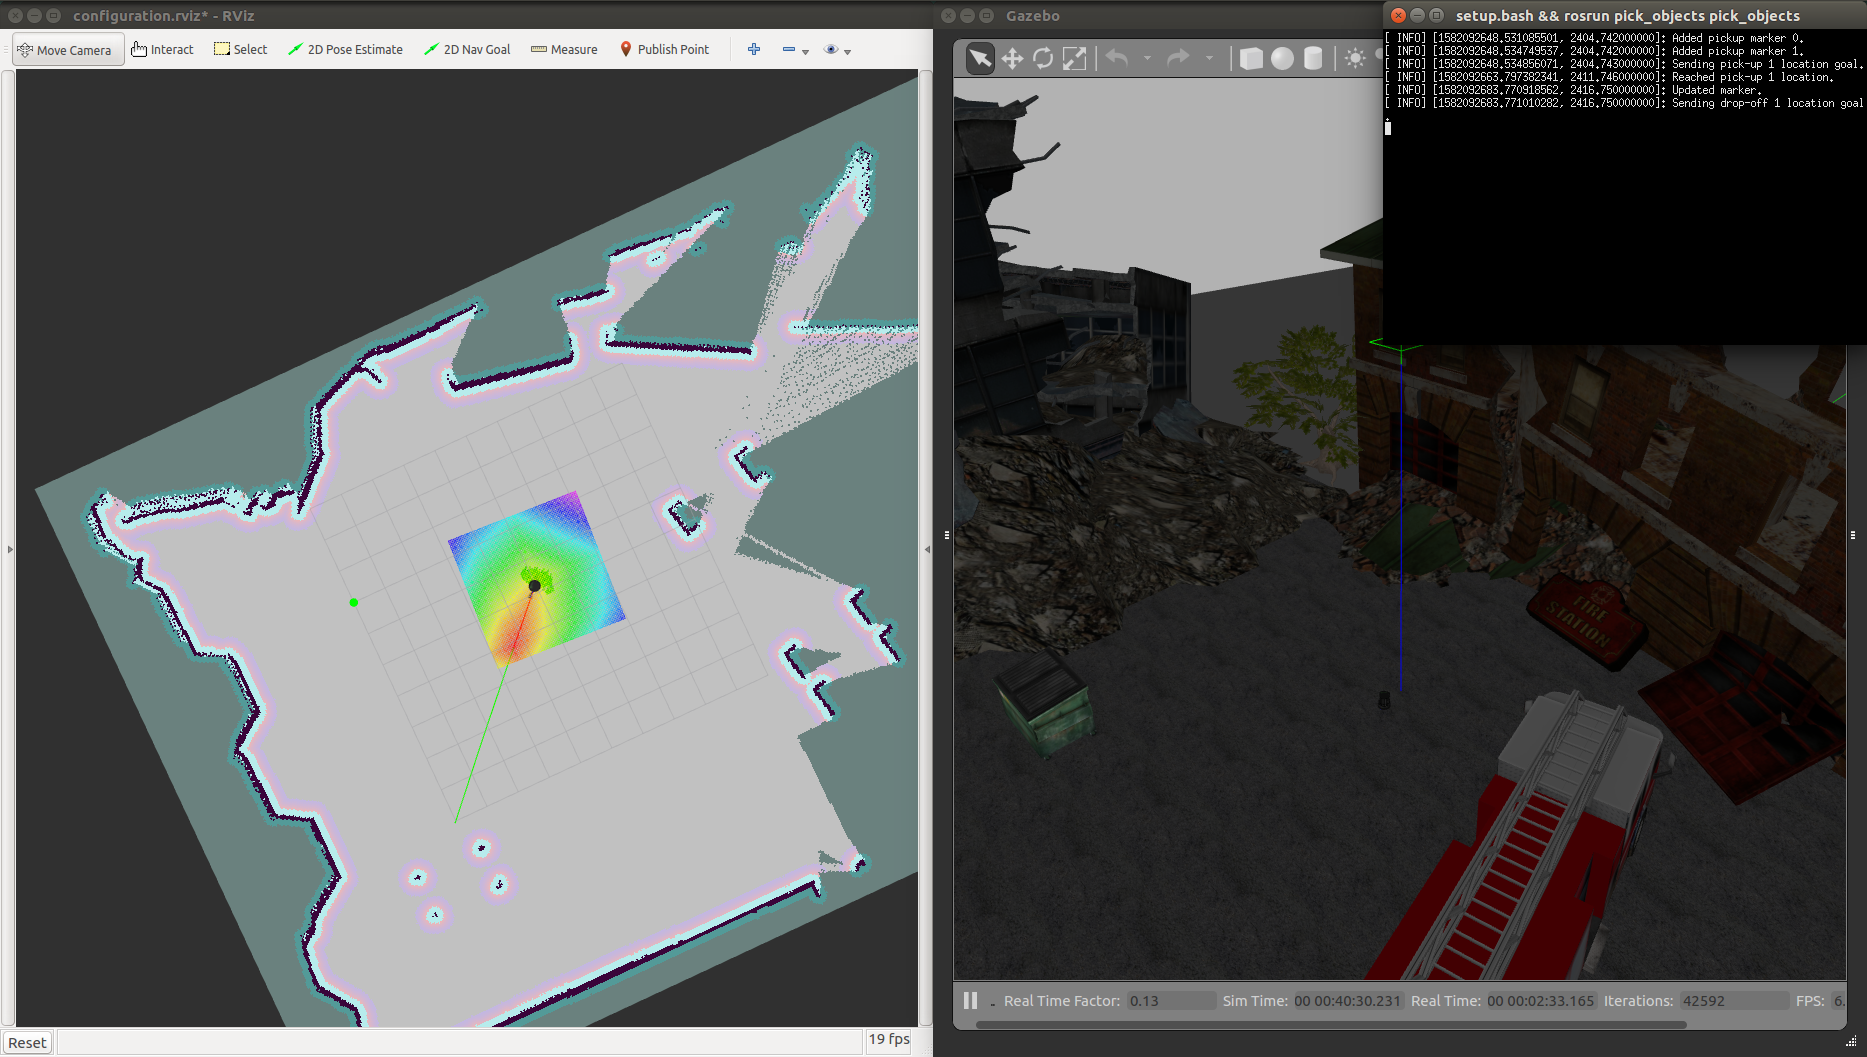 configuration.rviz* - RViz
Move Camera
Interact
Select
2D Pose Estimate
2D Nav Goal
Measure
Publish Point
Reset
19 fps
Gazebo
FIRE
STATION
Real Time Factor: 0.13 Sim Time: 00 00:40:30.231 Real Time: 00 00:02:33.165 Iterations: 42592 FPS: 6.
setup.bash && rosrun pick_objects pick_objects
[ INFO] [1582092648.531085501, 2404.742000000]: Added pickup marker 0.
[ INFO] [1582092648.534749537, 2404.742000000]: Added pickup marker 1.
[ INFO] [1582092648.534856071, 2404.743000000]: Sending pick-up 1 location goal.
[ INFO] [1582092663.797382341, 2411.746000000]: Reached pick-up 1 location.
[ INFO] [1582092683.770918562, 2416.750000000]: Updated marker.
[ INFO] [1582092683.771010282, 2416.750000000]: Sending drop-off 1 location goal
.